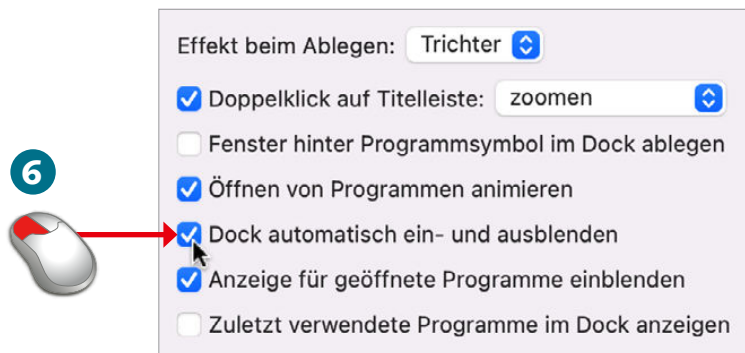 Effekt beim Ablegen: Trichter
Doppelklick auf Titelleiste: zoomen
Fenster hinter Programmsymbol im Dock ablegen
6
Öffnen von Programmen animieren
Dock automatisch ein- und ausblenden
Anzeige für geöffnete Programme einblenden
Zuletzt verwendete Programme im Dock anzeigen